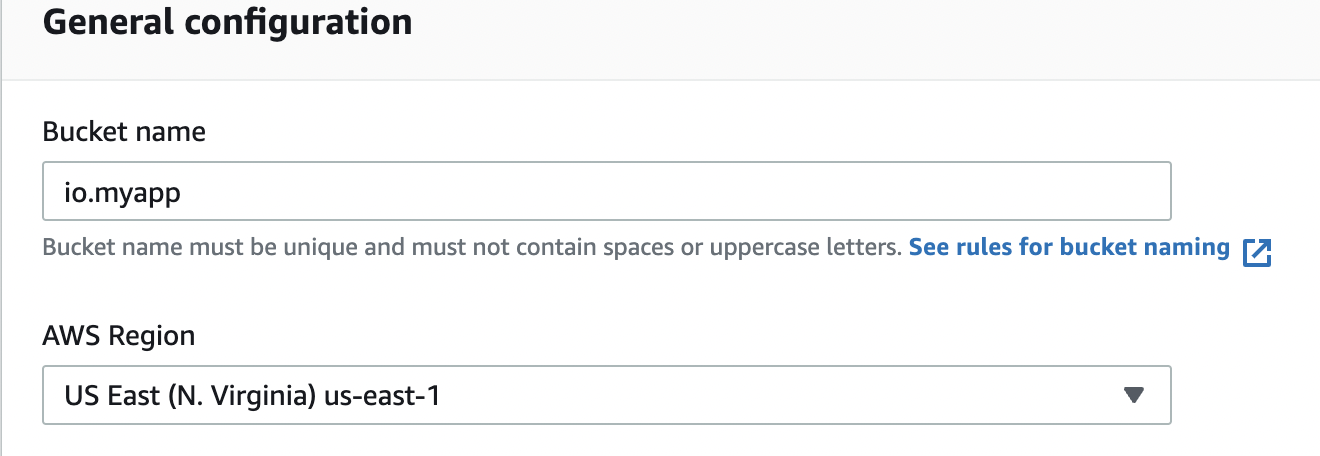 General configuration
Bucket name
io.myapp
Bucket name must be unique and must not contain spaces or uppercase letters. See rules for bucket naming
AWS Region
US East (N. Virginia) us-east-1